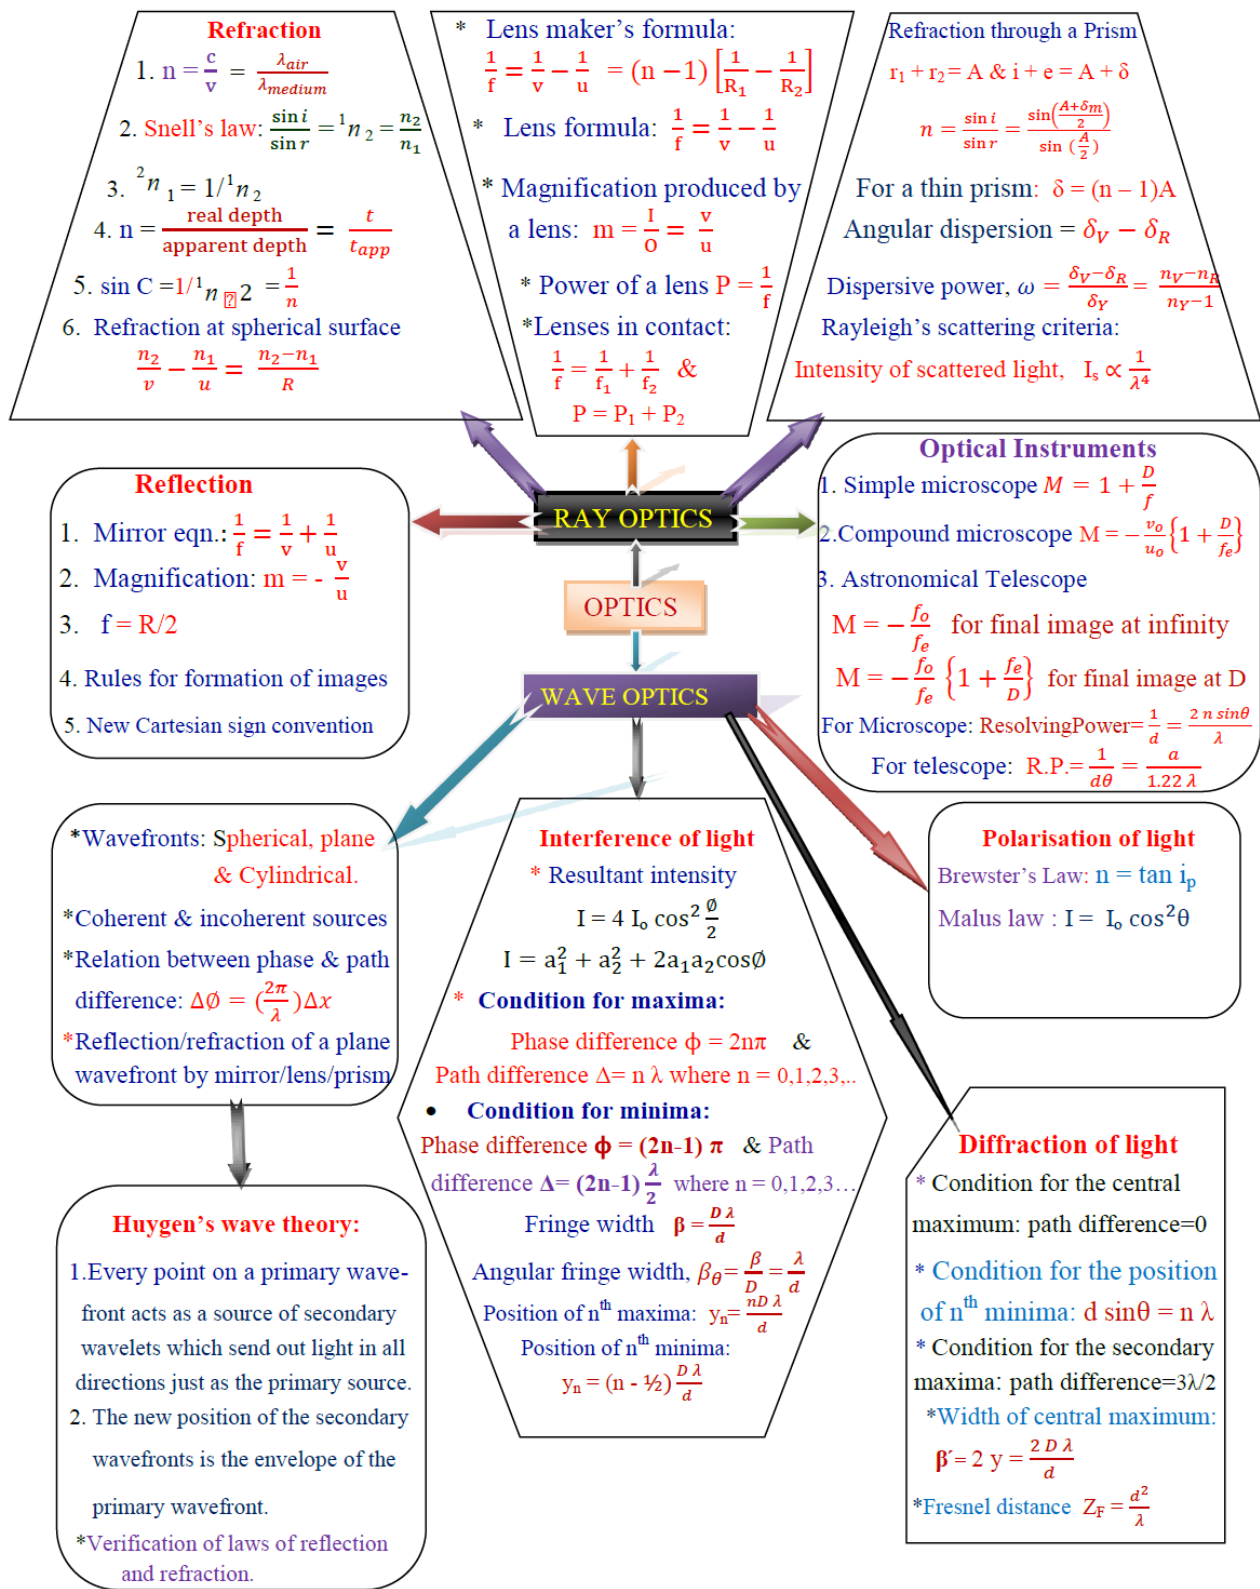 Refraction
1. n = c/v = λair/λmedium
2. Snell's law: sin i/sin r = ¹n₂ = n₂/n₁
3. ²n₁ = 1/¹n₂
4. n = real depth/apparent depth = t/tapp
5. sin C =1/¹n⍰2 = 1/n
6. Refraction at spherical surface
n₂/v − n₁/u = n₂−n₁/R
* Lens maker's formula:
1/f = 1/v − 1/u = (n − 1) [1/R₁ − 1/R₂]
* Lens formula: 1/f = 1/v − 1/u
* Magnification produced by
a lens: m = I/O = v/u
* Power of a lens P = 1/f
*Lenses in contact:
1/f = 1/f₁ + 1/f₂ &
P = P₁ + P₂
Refraction through a Prism
r₁ + r₂ = A & i + e = A + δ
n = sin i/sin r = sin((A+δm)/2)/sin (A/2)
For a thin prism: δ = (n – 1)A
Angular dispersion = δV − δR
Dispersive power, ω = δV−δR/δY = nV−nR/nY−1
Rayleigh's scattering criteria:
Intensity of scattered light, Is ∝ 1/λ⁴
Reflection
1. Mirror eqn.: 1/f = 1/v + 1/u
2. Magnification: m = - v/u
3. f = R/2
4. Rules for formation of images
5. New Cartesian sign convention
RAY OPTICS
OPTICS
WAVE OPTICS
Optical Instruments
1. Simple microscope M = 1 + D/f
2.Compound microscope M = − vo/uo {1 + D/fe}
3. Astronomical Telescope
M = − fo/fe for final image at infinity
M = − fo/fe {1 + fe/D} for final image at D
For Microscope: ResolvingPower= 1/d = 2 n sinθ/λ
For telescope: R.P.= 1/dθ = a/1.22 λ
*Wavefronts: Spherical, plane
& Cylindrical.
*Coherent & incoherent sources
*Relation between phase & path
difference: ΔØ = (2π/λ)Δx
*Reflection/refraction of a plane
wavefront by mirror/lens/prism
Interference of light
* Resultant intensity
I = 4 Io cos² Ø/2
I = a₁² + a₂² + 2a₁a₂cosØ
* Condition for maxima:
Phase difference ϕ = 2nπ &
Path difference Δ= n λ where n = 0,1,2,3,..
• Condition for minima:
Phase difference ϕ = (2n-1) π & Path
difference Δ= (2n-1) λ/2 where n = 0,1,2,3…
Fringe width β = D λ/d
Angular fringe width, βθ= β/D = λ/d
Position of nth maxima: yn= nD λ/d
Position of nth minima:
yn = (n - ½) D λ/d
Polarisation of light
Brewster's Law: n = tan ip
Malus law : I = Io cos²θ
Huygen's wave theory:
1.Every point on a primary wave-
front acts as a source of secondary
wavelets which send out light in all
directions just as the primary source.
2. The new position of the secondary
wavefronts is the envelope of the
primary wavefront.
*Verification of laws of reflection
and refraction.
Diffraction of light
* Condition for the central
maximum: path difference=0
* Condition for the position
of nth minima: d sinθ = n λ
* Condition for the secondary
maxima: path difference=3λ/2
*Width of central maximum:
β´= 2 y = 2 D λ/d
*Fresnel distance ZF = d²/λ